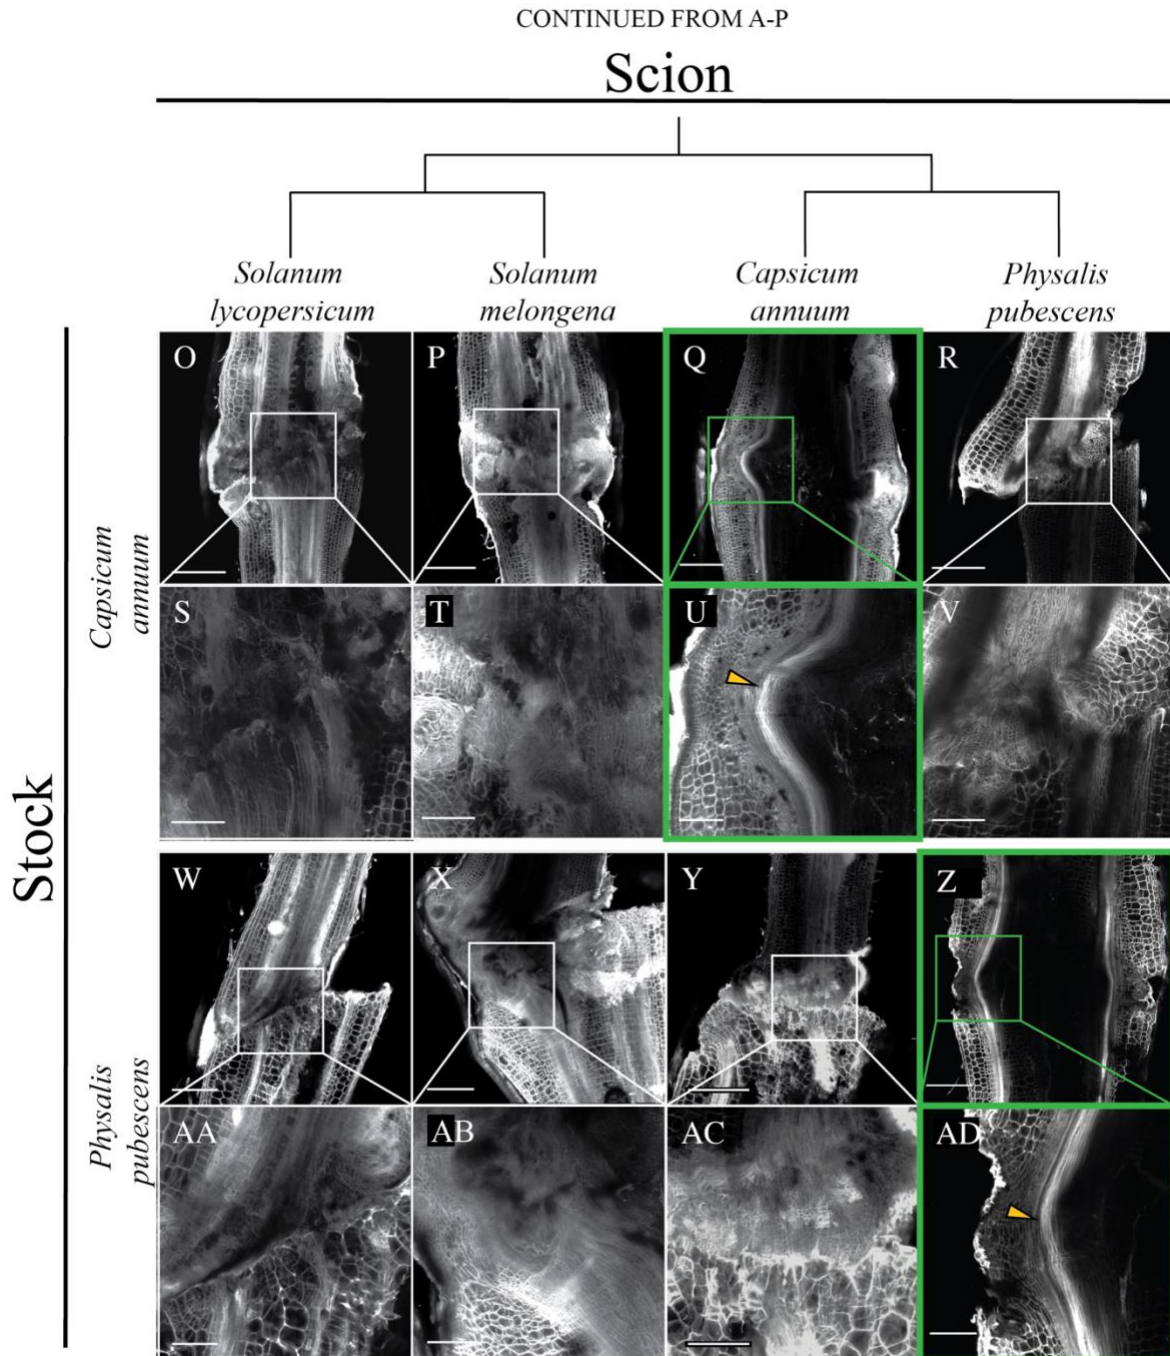 CONTINUED FROM A-P
Scion
Solanum
lycopersicum
Solanum
melongena
Capsicum
annuum
Physalis
pubescens
Stock
Capsicum
annuum
O
P
Q
R
S
T
U
V
Physalis
pubescens
W
X
Y
Z
AA
AB
AC
AD